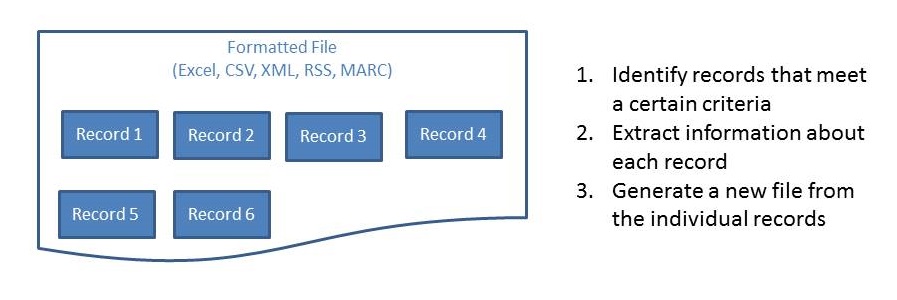 Formatted File
(Excel, CSV, XML, RSS, MARC)
Record 1
Record 2
Record 3
Record 4
Record 5
Record 6
1. Identify records that meet
a certain criteria
2. Extract information about
each record
3. Generate a new file from
the individual records